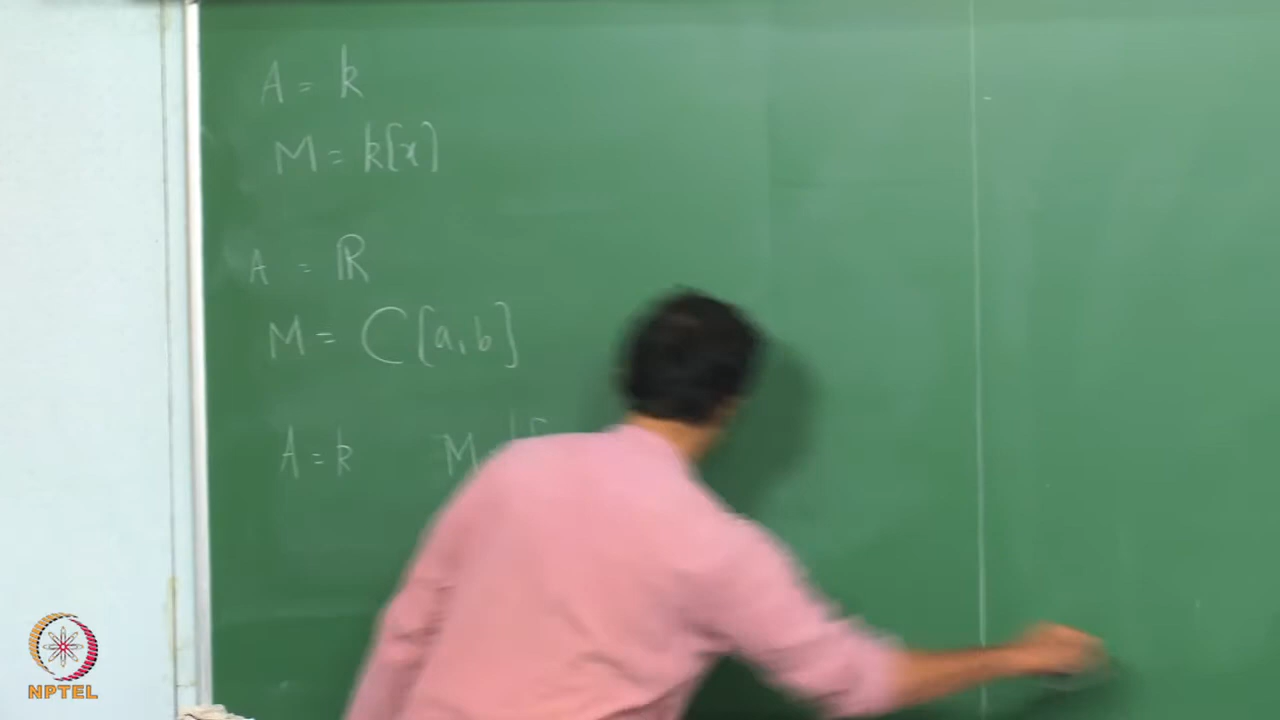 A = k
M = k[x]
A = ℝ
M = C[a,b]
A = k M
NPTEL